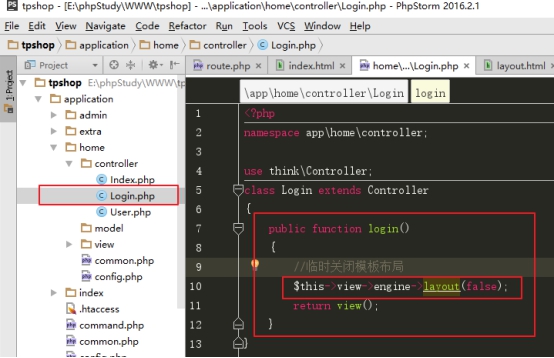 tpshop - [E:\phpStudy\WWW\tpshop] - ...\application\home\controller\Login.php - PhpStorm 2016.2.1
File Edit View Navigate Code Refactor Run Tools VCS Window Help
tpshop application home controller Login.php
1: Project
Project
route.php × index.html × home\...\Login.php × layout.html
tpshop E:\phpStudy\WWW\tpshop
application
admin
extra
home
controller
Index.php
Login.php
User.php
model
view
common.php
config.php
index
.htaccess
command.php
common.php
config.php
\app\home\controller\Login login
1 <?php
2 namespace app\home\controller;
3
4 use think\Controller;
5 class Login extends Controller
6 {
7 public function login()
8 {
9 //临时关闭模板布局
10 $this->view->engine->layout(false);
11 return view();
12 }
13 }